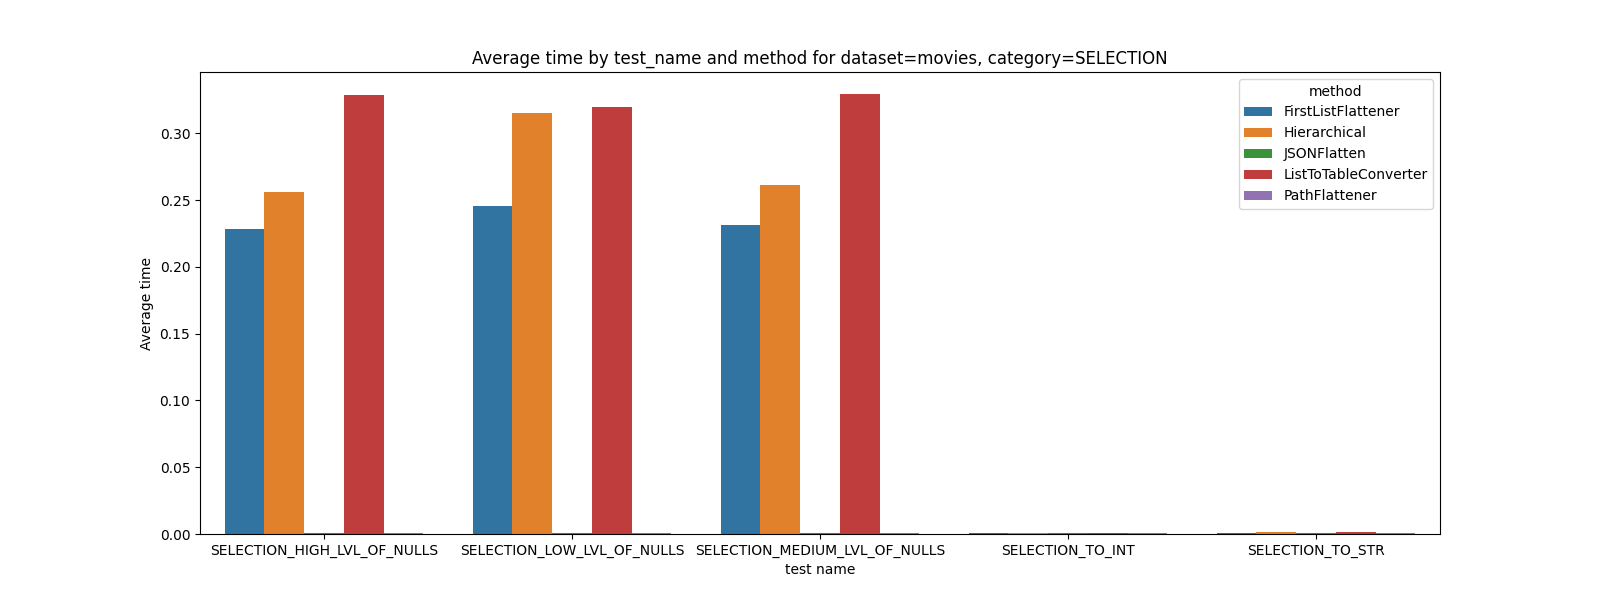 Average time by test_name and method for dataset=movies, category=SELECTION
method
FirstListFlattener
Hierarchical
JSONFlatten
ListToTableConverter
PathFlattener
Average time
0.30
0.25
0.20
0.15
0.10
0.05
0.00
SELECTION_HIGH_LVL_OF_NULLS SELECTION_LOW_LVL_OF_NULLS SELECTION_MEDIUM_LVL_OF_NULLS SELECTION_TO_INT SELECTION_TO_STR
test name